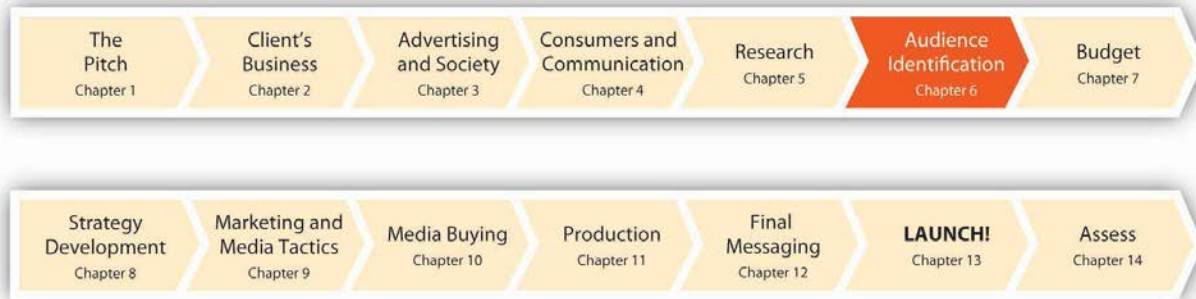 The
Pitch
Chapter 1
Client's
Business
Chapter 2
Advertising
and Society
Chapter 3
Consumers and
Communication
Chapter 4
Research
Chapter 5
Audience
Identification
Chapter 6
Budget
Chapter 7
Strategy
Development
Chapter 8
Marketing and
Media Tactics
Chapter 9
Media Buying
Chapter 10
Production
Chapter 11
Final
Messaging
Chapter 12
LAUNCH!
Chapter 13
Assess
Chapter 14